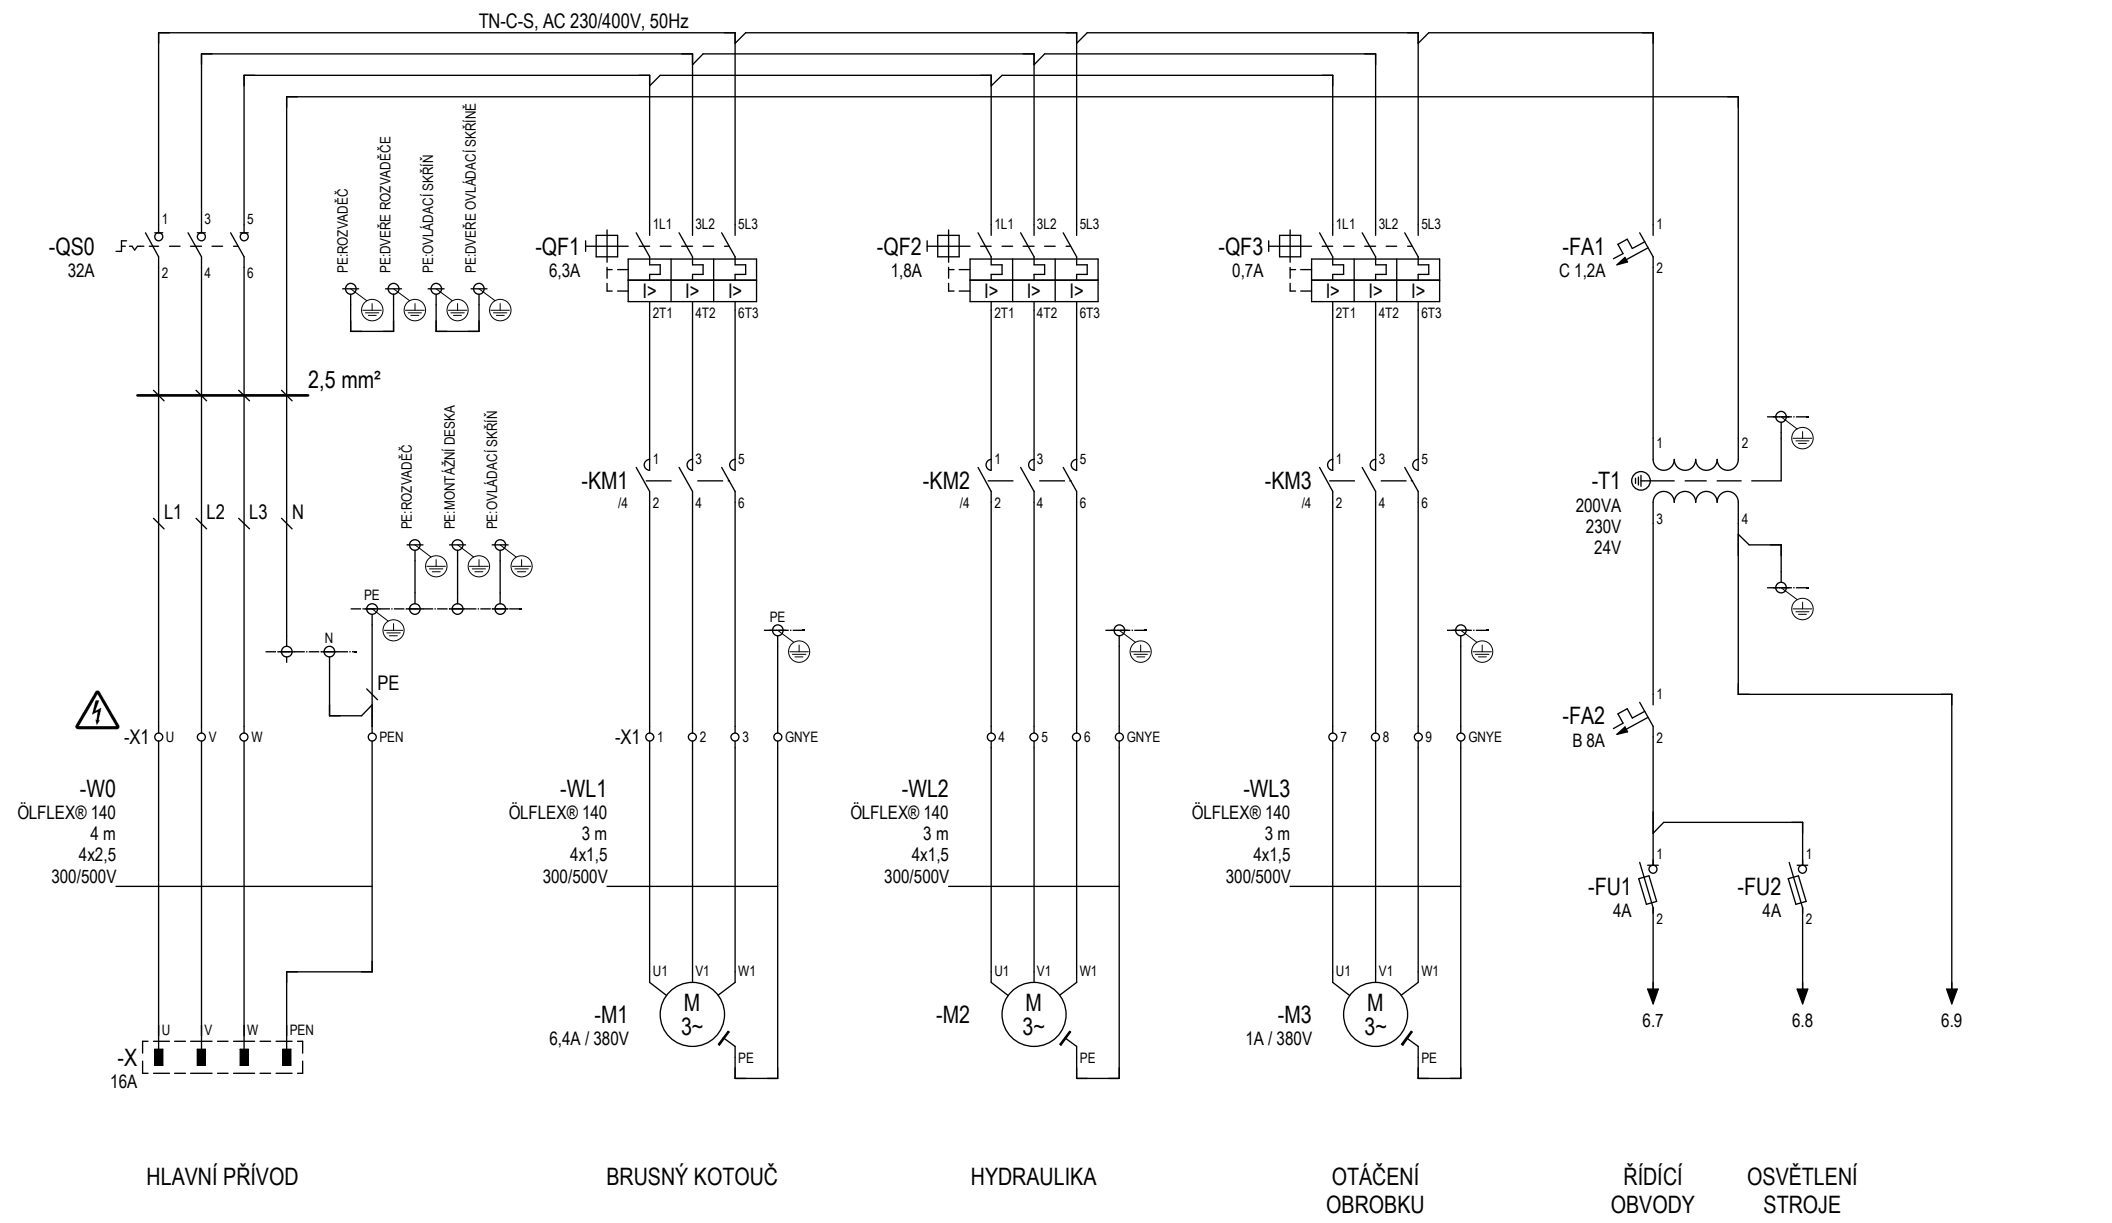 TN-C-S, AC 230/400V, 50Hz
PE:ROZVADĚČ
PE:DVEŘE ROZVADĚČE
PE:OVLÁDACÍ SKŘÍŇ
PE:DVEŘE OVLÁDACÍ SKŘÍNĚ
1 3 5
-QS0
32A
2 4 6
1L1 3L2 5L3
-QF1
6,3A
I> I> I>
2T1 4T2 6T3
1L1 3L2 5L3
-QF2
1,8A
I> I> I>
2T1 4T2 6T3
1L1 3L2 5L3
-QF3
0,7A
I> I> I>
2T1 4T2 6T3
1
-FA1
C 1,2A
2
2,5 mm²
PE:ROZVADĚČ
PE:MONTÁŽNÍ DESKA
PE:OVLÁDACÍ SKŘÍŇ
L1 L2 L3 N
1 3 5
-KM1
/4
2 4 6
1 3 5
-KM2
/4
2 4 6
1 3 5
-KM3
/4
2 4 6
1 2
-T1
200VA
230V
24V
3 4
PE
N
PE
PE
-X1 U V W PEN
-X1 1 2 3 GNYE
4 5 6 GNYE
7 8 9 GNYE
1
-FA2
B 8A
2
-W0
ÖLFLEX® 140
4 m
4x2,5
300/500V
-WL1
ÖLFLEX® 140
3 m
4x1,5
300/500V
-WL2
ÖLFLEX® 140
3 m
4x1,5
300/500V
-WL3
ÖLFLEX® 140
3 m
4x1,5
300/500V
1
-FU1
4A
2
1
-FU2
4A
2
U V W PEN
-X
16A
U1 V1 W1
-M1
6,4A / 380V
M
3~
PE
U1 V1 W1
-M2
M
3~
PE
U1 V1 W1
-M3
1A / 380V
M
3~
PE
6.7 6.8 6.9
HLAVNÍ PŘÍVOD
BRUSNÝ KOTOUČ
HYDRAULIKA
OTÁČENÍ
OBROBKU
ŘÍDÍCÍ
OBVODY
OSVĚTLENÍ
STROJE